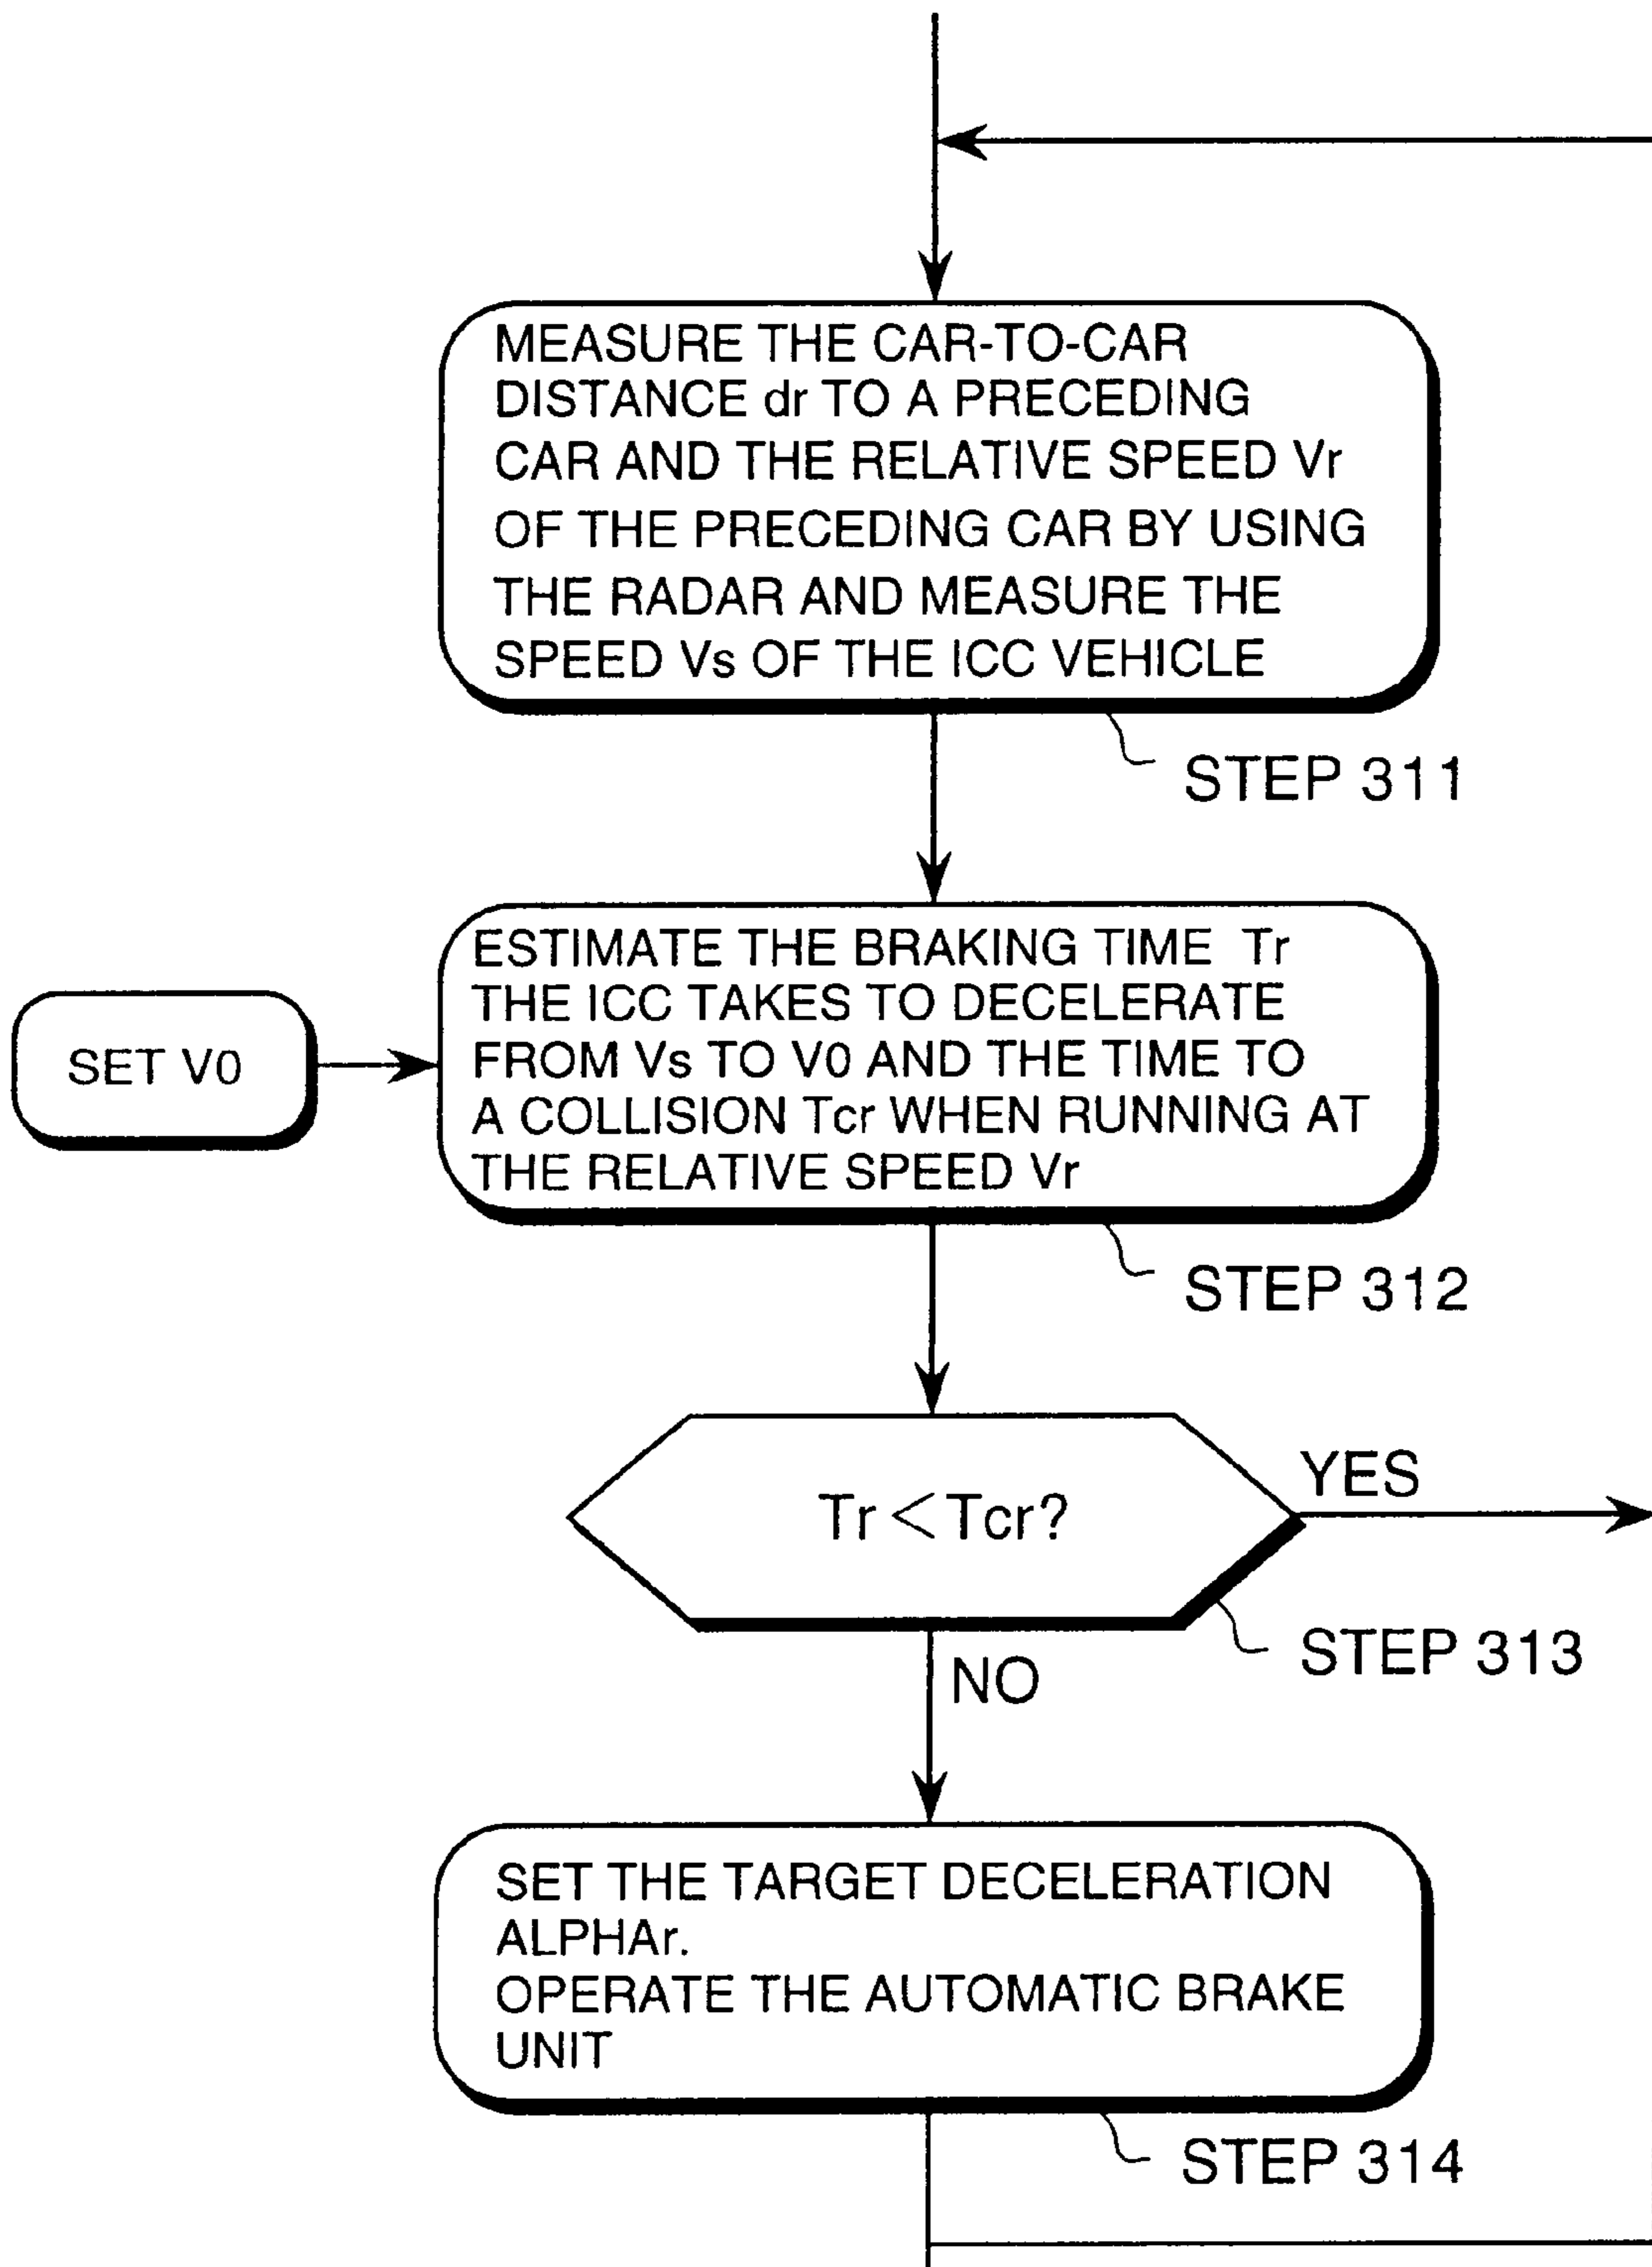 MEASURE THE CAR-TO-CAR
DISTANCE dr TO A PRECEDING
CAR AND THE RELATIVE SPEED Vr
OF THE PRECEDING CAR BY USING
THE RADAR AND MEASURE THE
SPEED Vs OF THE ICC VEHICLE
STEP 311
SET V0
ESTIMATE THE BRAKING TIME Tr
THE ICC TAKES TO DECELERATE
FROM Vs TO V0 AND THE TIME TO
A COLLISION Tcr WHEN RUNNING AT
THE RELATIVE SPEED Vr
STEP 312
Tr < Tcr?
YES
STEP 313
NO
SET THE TARGET DECELERATION
ALPHAr.
OPERATE THE AUTOMATIC BRAKE
UNIT
STEP 314